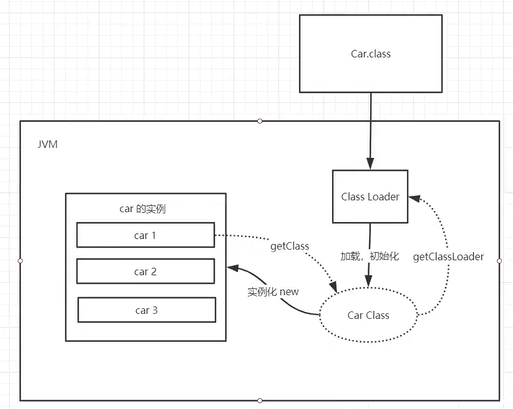 Car.class
JVM
Class Loader
car 的实例
car 1
getClass
加载，初始化
getClassLoader
car 2
实例化 new
car 3
Car Class